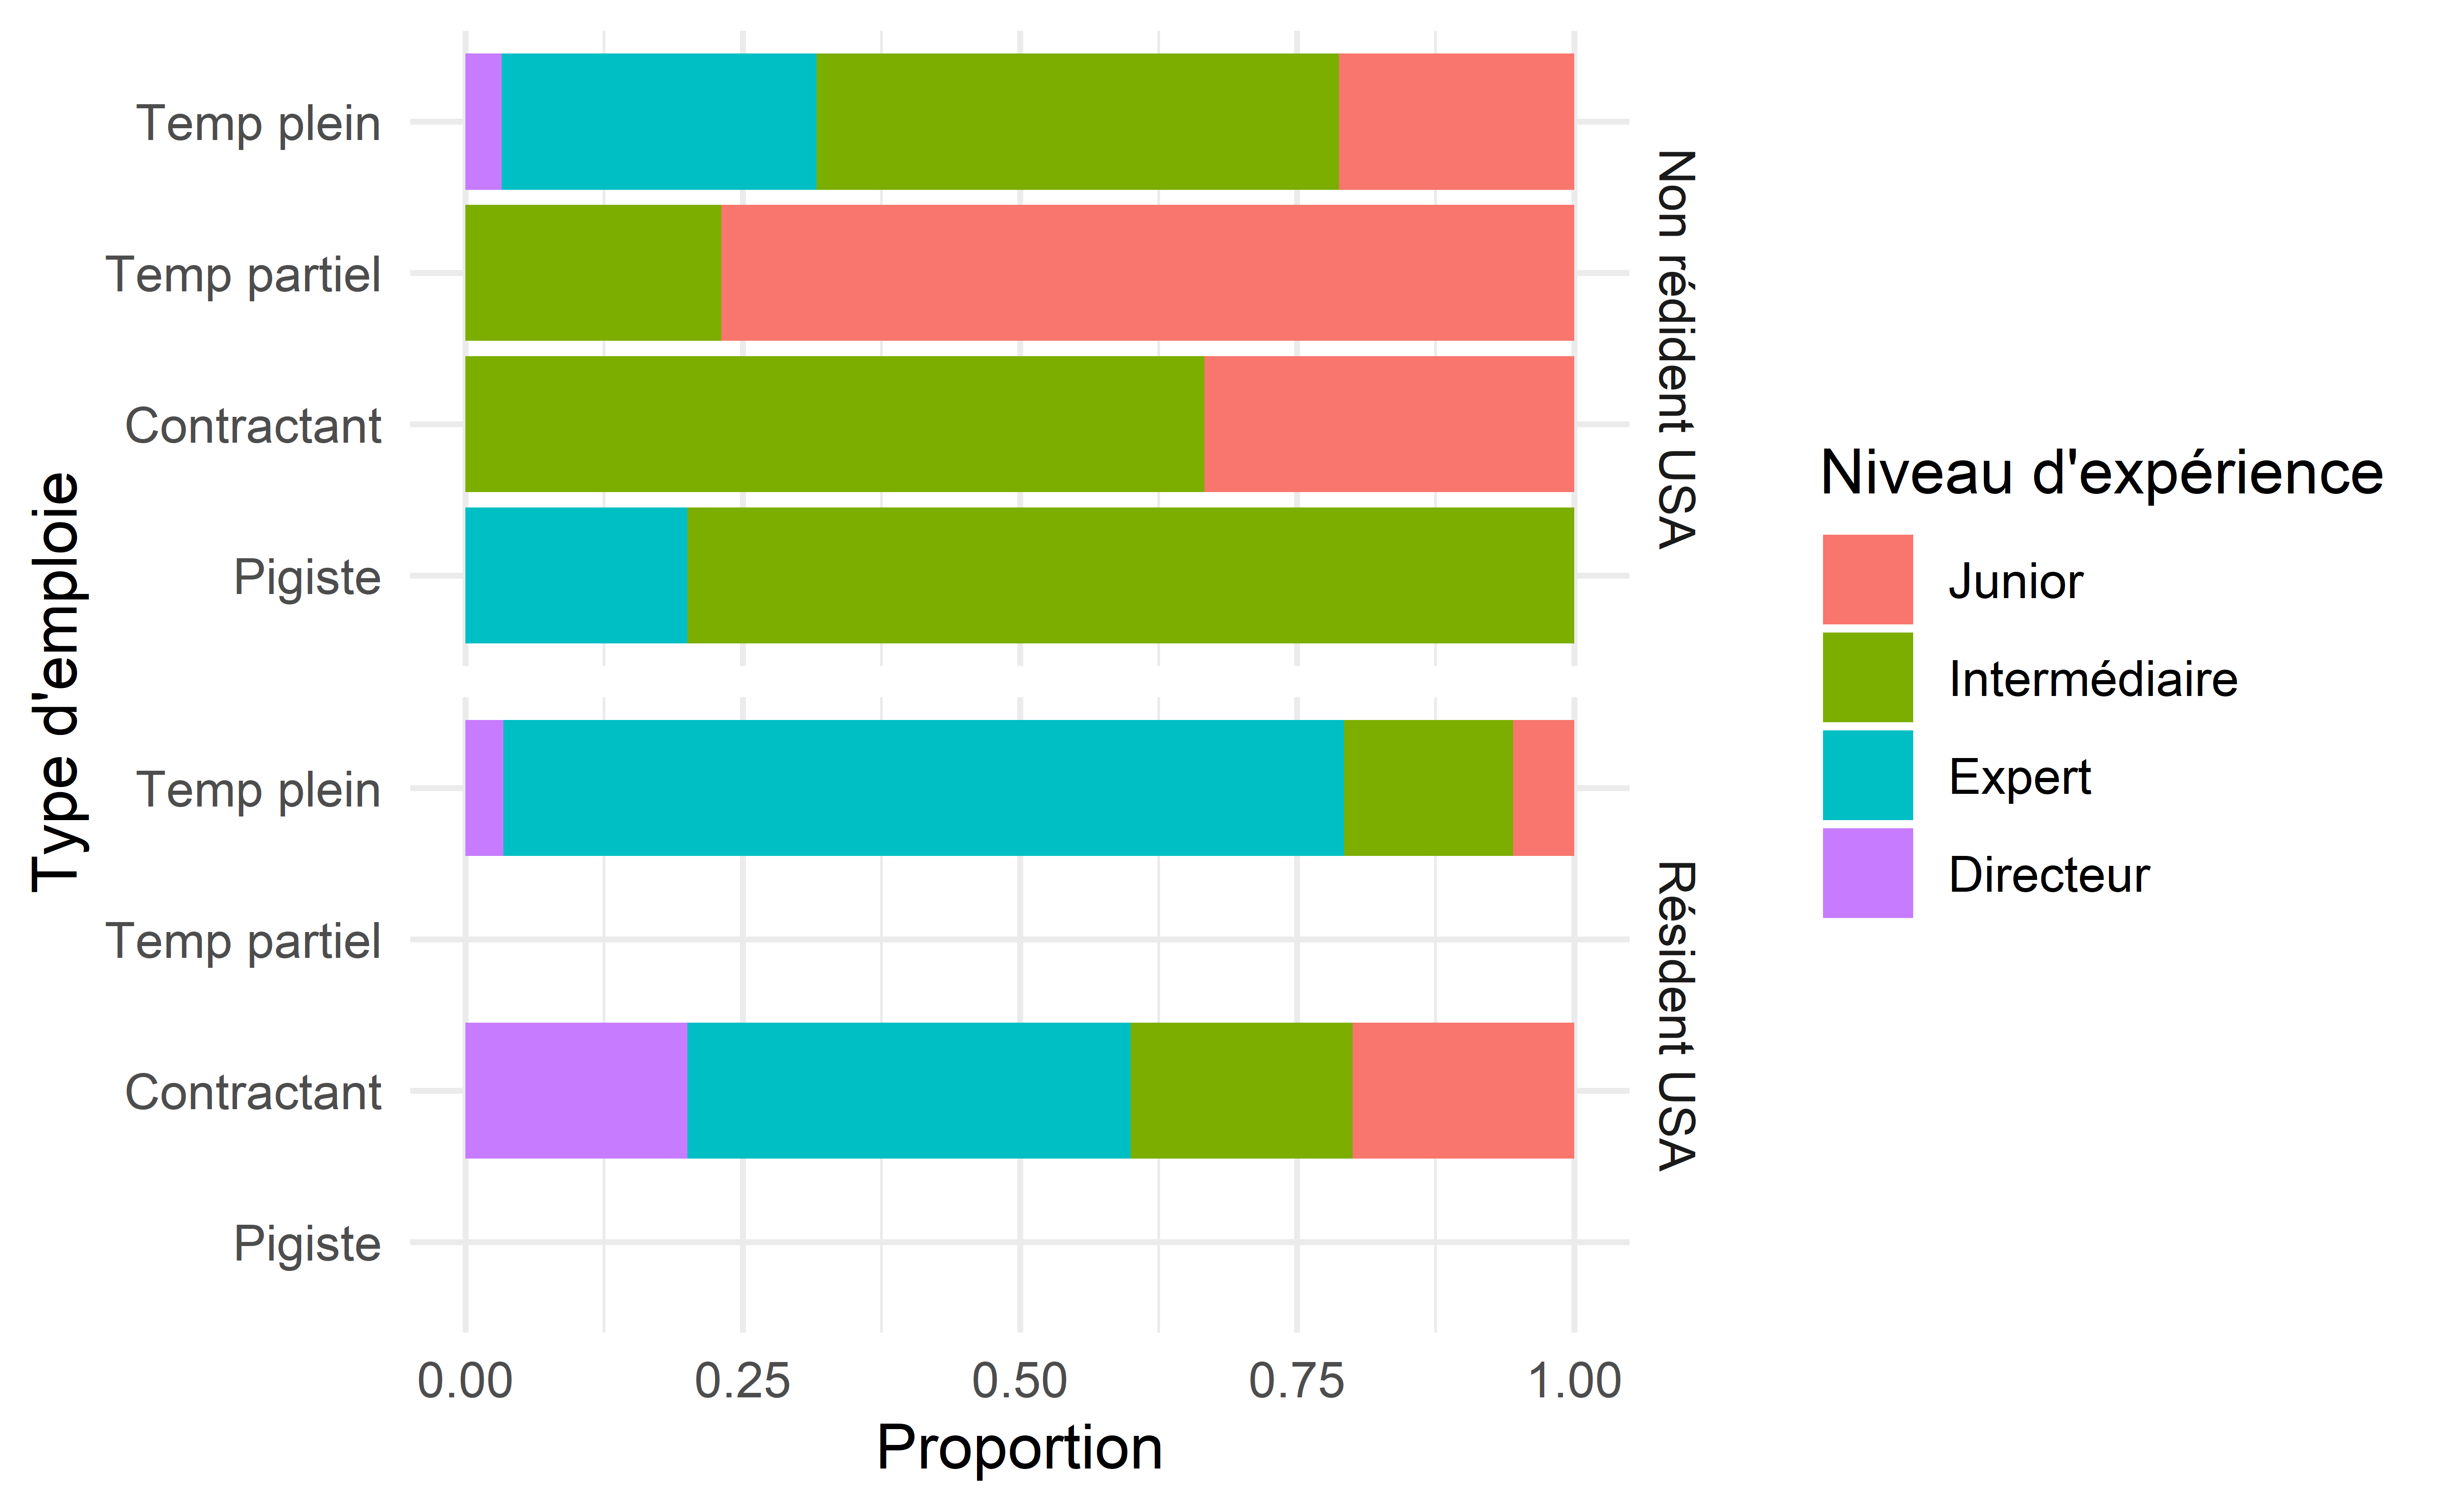 Type d'emploie
Temp plein
Temp partiel
Contractant
Pigiste
Non rédident USA
Temp plein
Temp partiel
Contractant
Pigiste
Résident USA
0.00 0.25 0.50 0.75 1.00
Proportion
Niveau d'expérience
Junior
Intermédiaire
Expert
Directeur